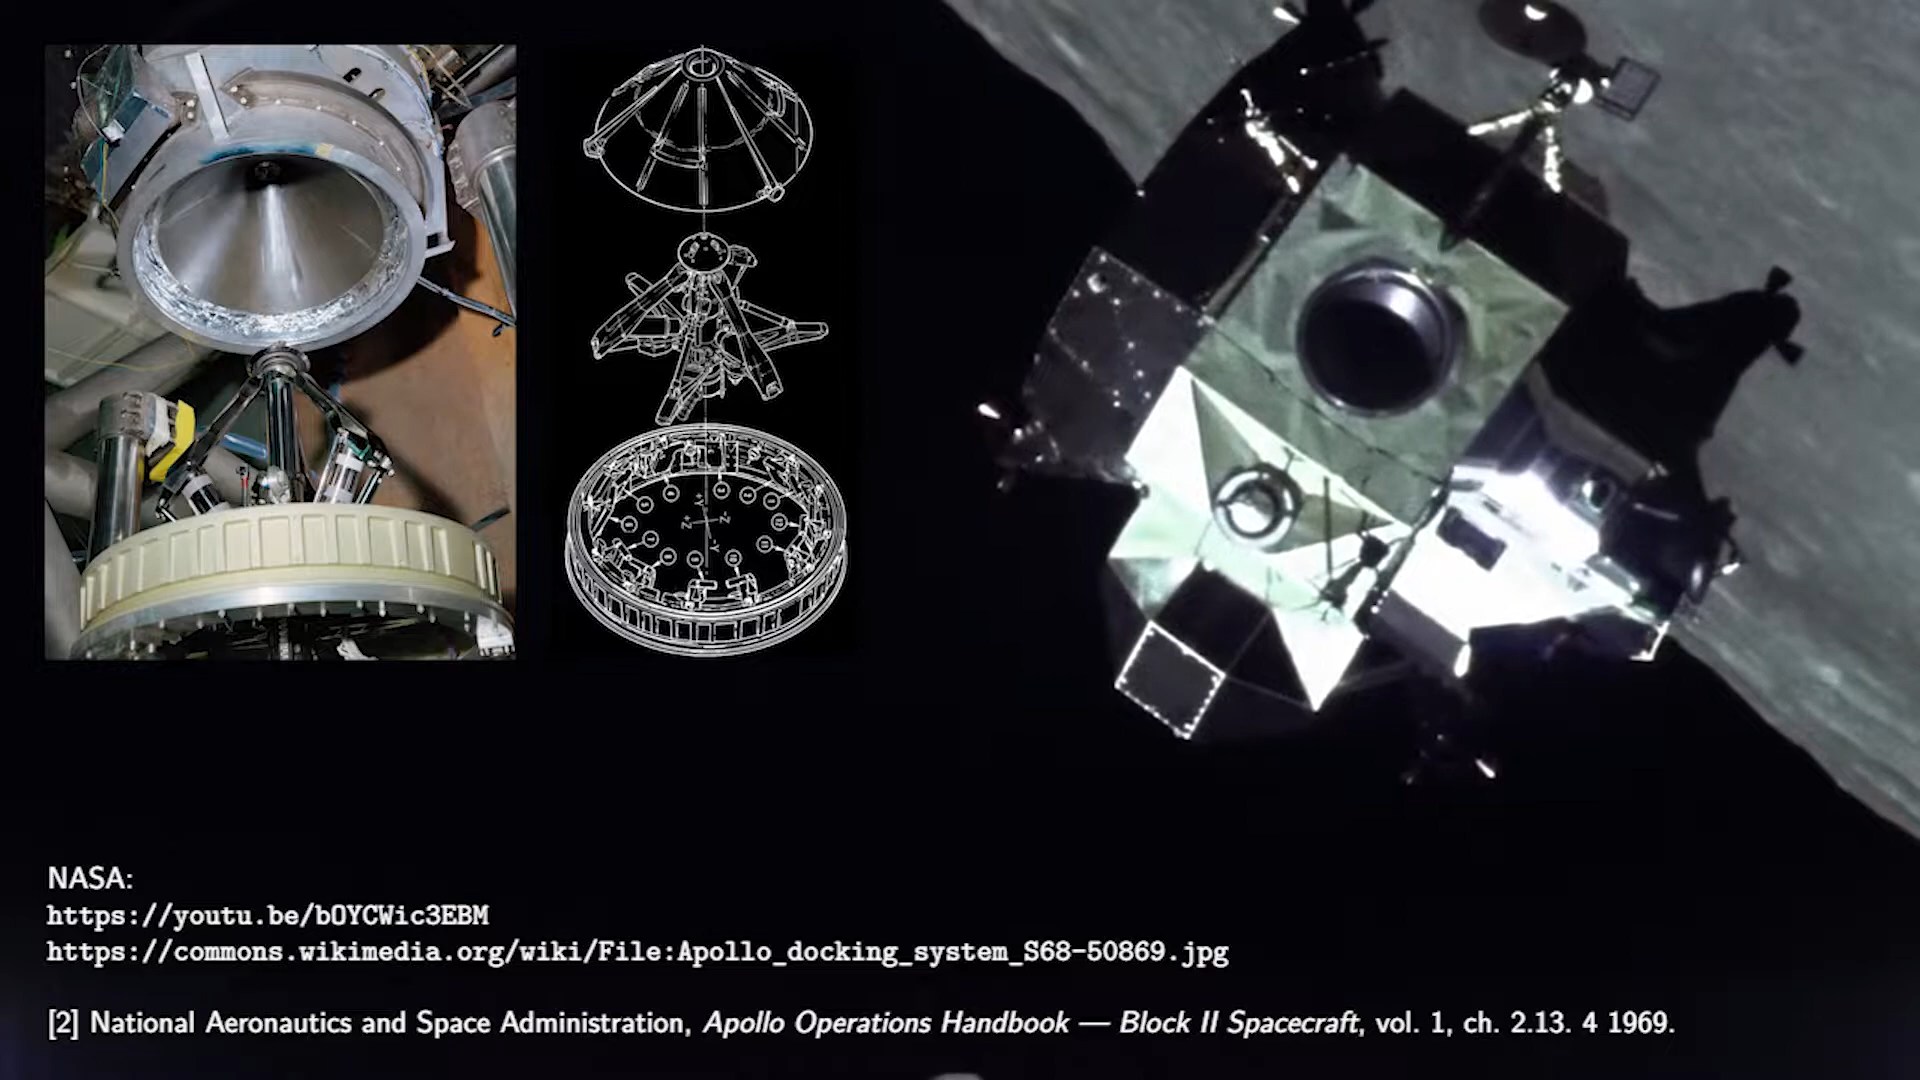 NASA:
https://youtu.be/bOYCWic3EBM
https://commons.wikimedia.org/wiki/File:Apollo_docking_system_S68-50869.jpg
[2] National Aeronautics and Space Administration, Apollo Operations Handbook — Block II Spacecraft, vol. 1, ch. 2.13. 4 1969.